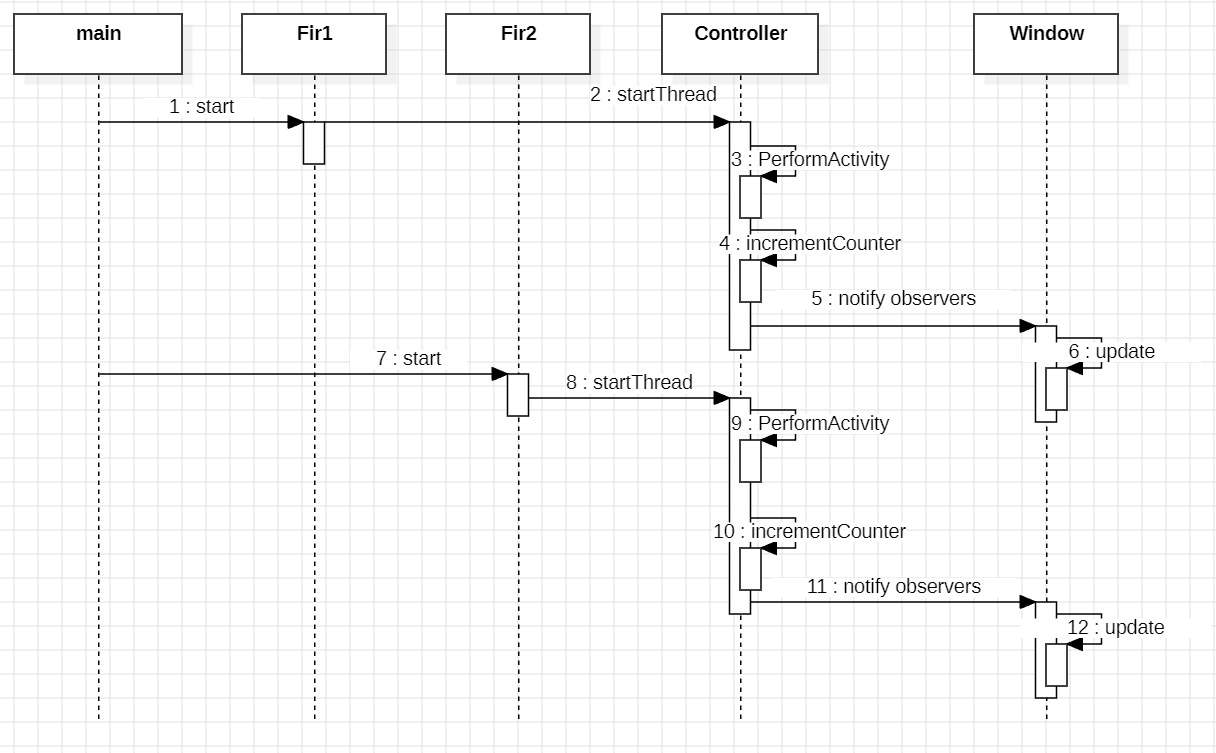 main
Fir1
Fir2
Controller
Window
1 : start
2 : startThread
3 : PerformActivity
4 : incrementCounter
5 : notify observers
6 : update
7 : start
8 : startThread
9 : PerformActivity
10 : incrementCounter
11 : notify observers
12 : update